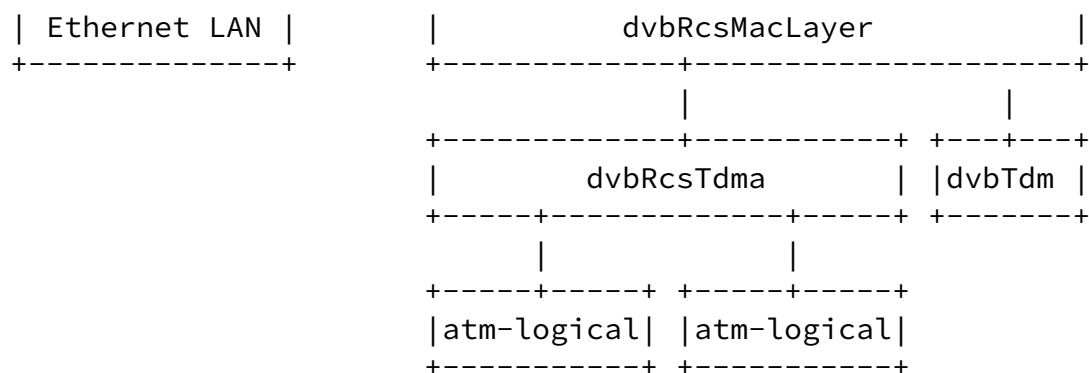 | Ethernet LAN |       |           dvbRcsMacLayer            |
+--------------+       +-------------+---------------------+
                                     |                 |
                       +-------------+-----------+ +---+---+
                       |        dvbRcsTdma       | |dvbTdm |
                       +-----+-------------+-----+ +-------+
                             |             |
                       +-----+-----+ +-----+-----+
                       |atm-logical| |atm-logical|
                       +-----------+ +-----------+